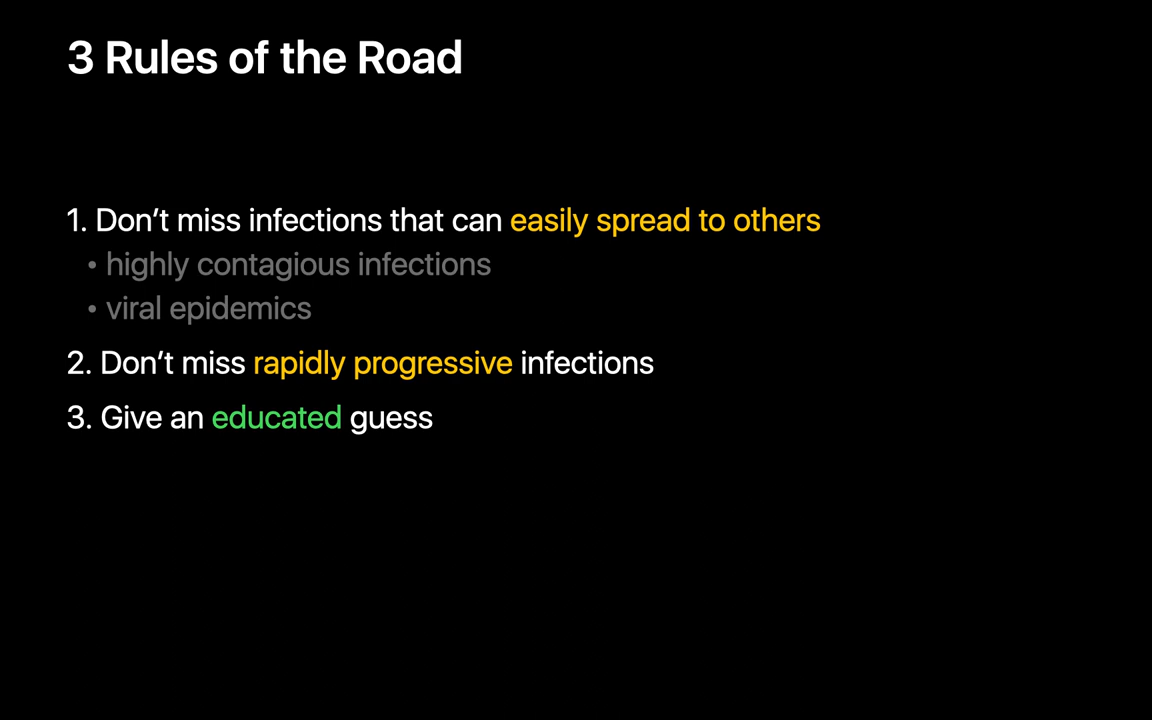 3 Rules of the Road
1. Don’t miss infections that can easily spread to others
• highly contagious infections
• viral epidemics
2. Don’t miss rapidly progressive infections
3. Give an educated guess